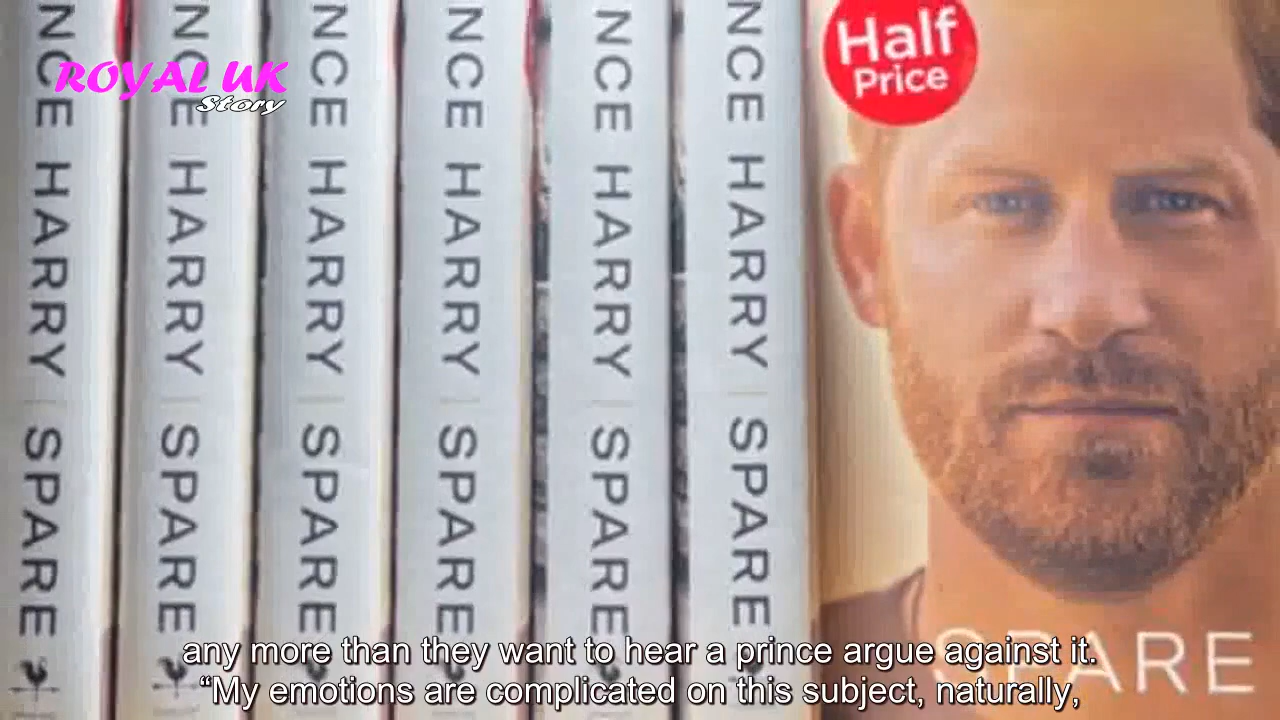 ROYAL UK
Story
NCE HARRY | SPARE
NCE HARRY | SPARE
NCE HARRY | SPARE
NCE HARRY | SPARE
NCE HARRY | SPARE
NCE HARRY | SPARE
Half
Price
SPARE
any more than they want to hear a prince argue against it.
“My emotions are complicated on this subject, naturally,